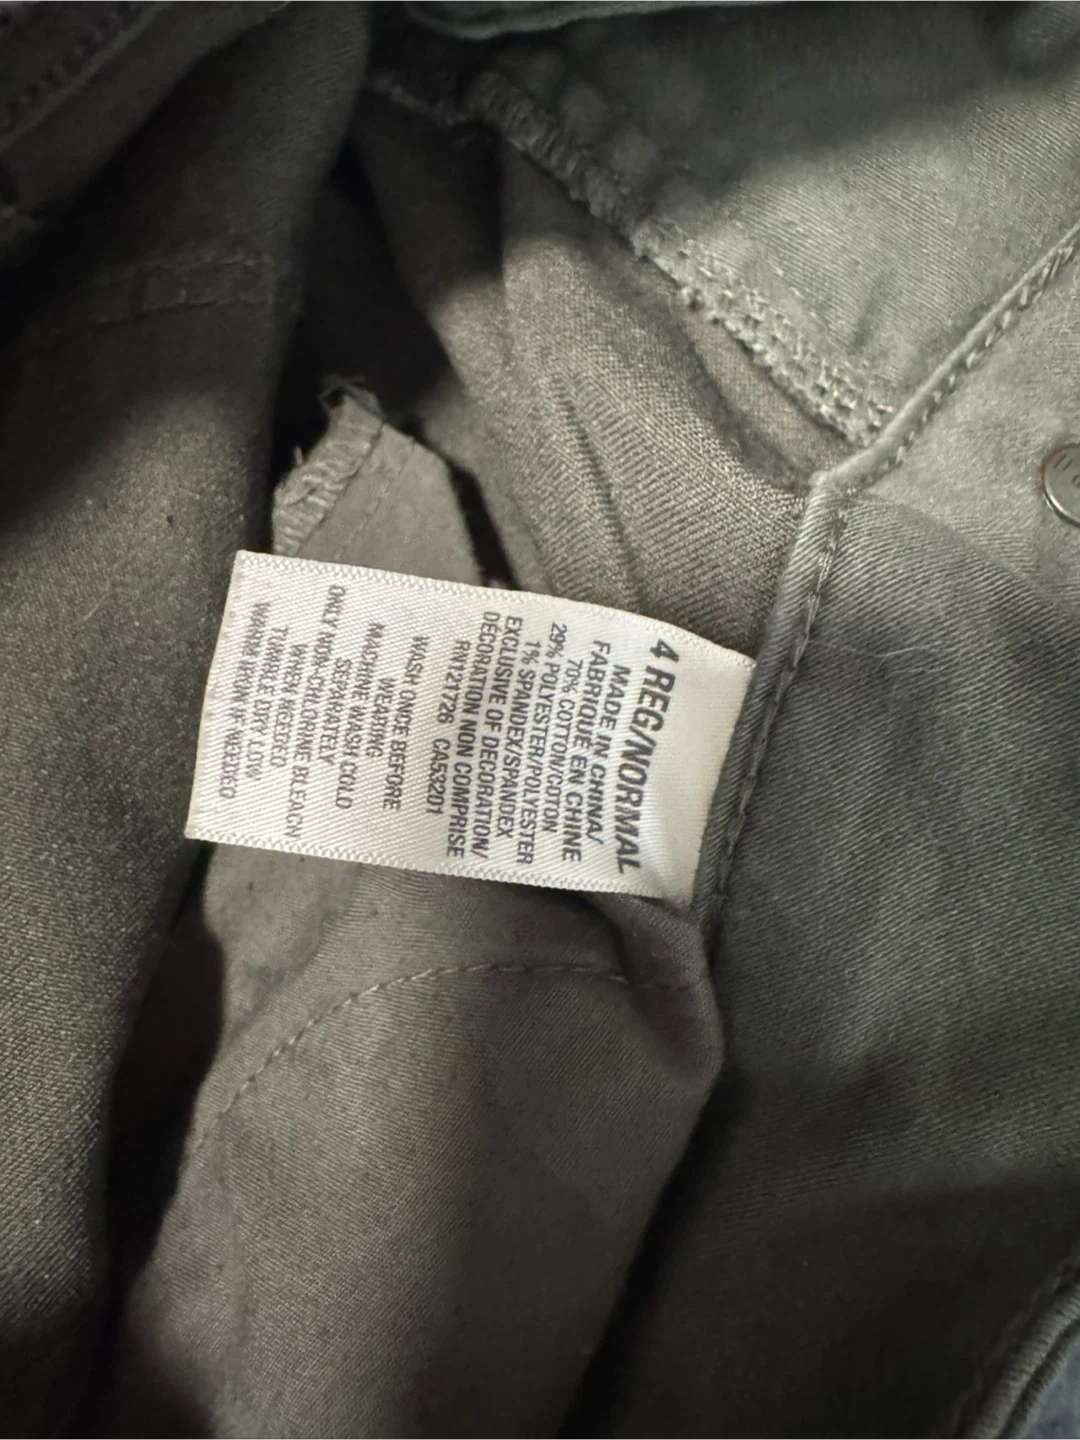 4 REG/NORMAL
MADE IN CHINA/
FABRIQUÉ EN CHINE
70% COTTON/COTON
29% POLYESTER/POLYESTER
1% SPANDEX/SPANDEX
EXCLUSIVE OF DECORATION/
DÉCORATION NON COMPRISE
RN121726 CA53201
WASH ONCE BEFORE
WEARING
MACHINE WASH COLD
SEPARATELY
ONLY NON-CHLORINE BLEACH
WHEN NEEDED
TUMBLE DRY LOW
WARM IRON IF NEEDED